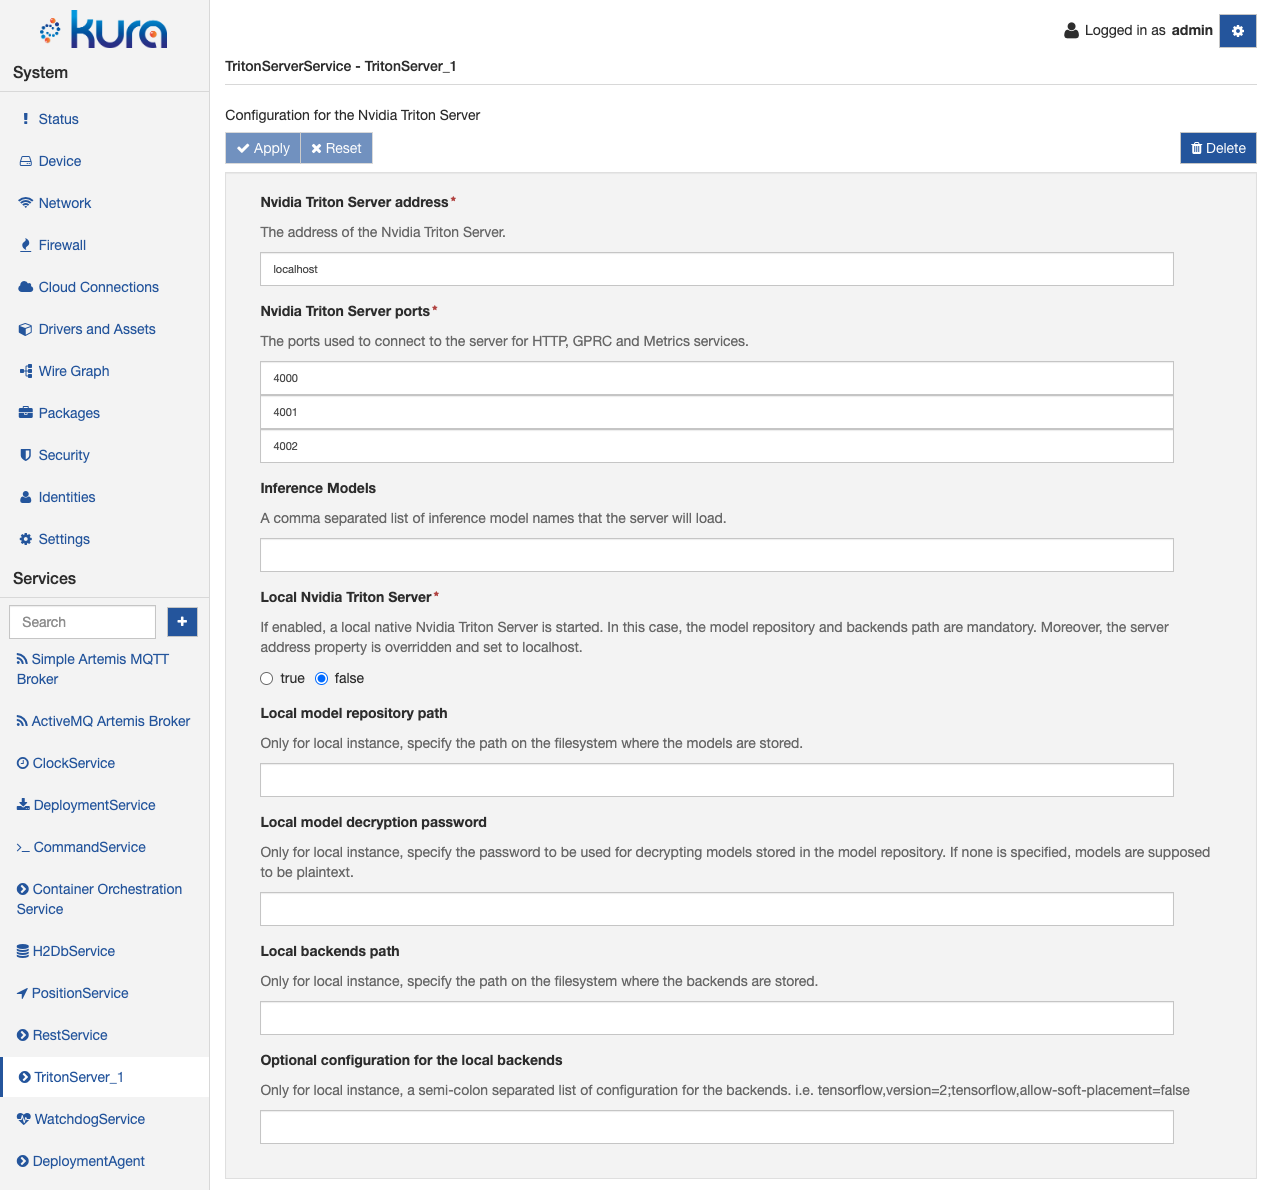 kura
System
Status
Device
Network
Firewall
Cloud Connections
Drivers and Assets
Wire Graph
Packages
Security
Identities
Settings
Services
Search
Simple Artemis MQTT
Broker
ActiveMQ Artemis Broker
ClockService
DeploymentService
CommandService
Container Orchestration
Service
H2DbService
PositionService
RestService
TritonServer_1
WatchdogService
DeploymentAgent
Logged in as admin
TritonServerService - TritonServer_1
Configuration for the Nvidia Triton Server
Apply Reset Delete
Nvidia Triton Server address*
The address of the Nvidia Triton Server.
localhost
Nvidia Triton Server ports*
The ports used to connect to the server for HTTP, GPRC and Metrics services.
4000
4001
4002
Inference Models
A comma separated list of inference model names that the server will load.
Local Nvidia Triton Server*
If enabled, a local native Nvidia Triton Server is started. In this case, the model repository and backends path are mandatory. Moreover, the server
address property is overridden and set to localhost.
true false
Local model repository path
Only for local instance, specify the path on the filesystem where the models are stored.
Local model decryption password
Only for local instance, specify the password to be used for decrypting models stored in the model repository. If none is specified, models are supposed
to be plaintext.
Local backends path
Only for local instance, specify the path on the filesystem where the backends are stored.
Optional configuration for the local backends
Only for local instance, a semi-colon separated list of configuration for the backends. i.e. tensorflow,version=2;tensorflow,allow-soft-placement=false